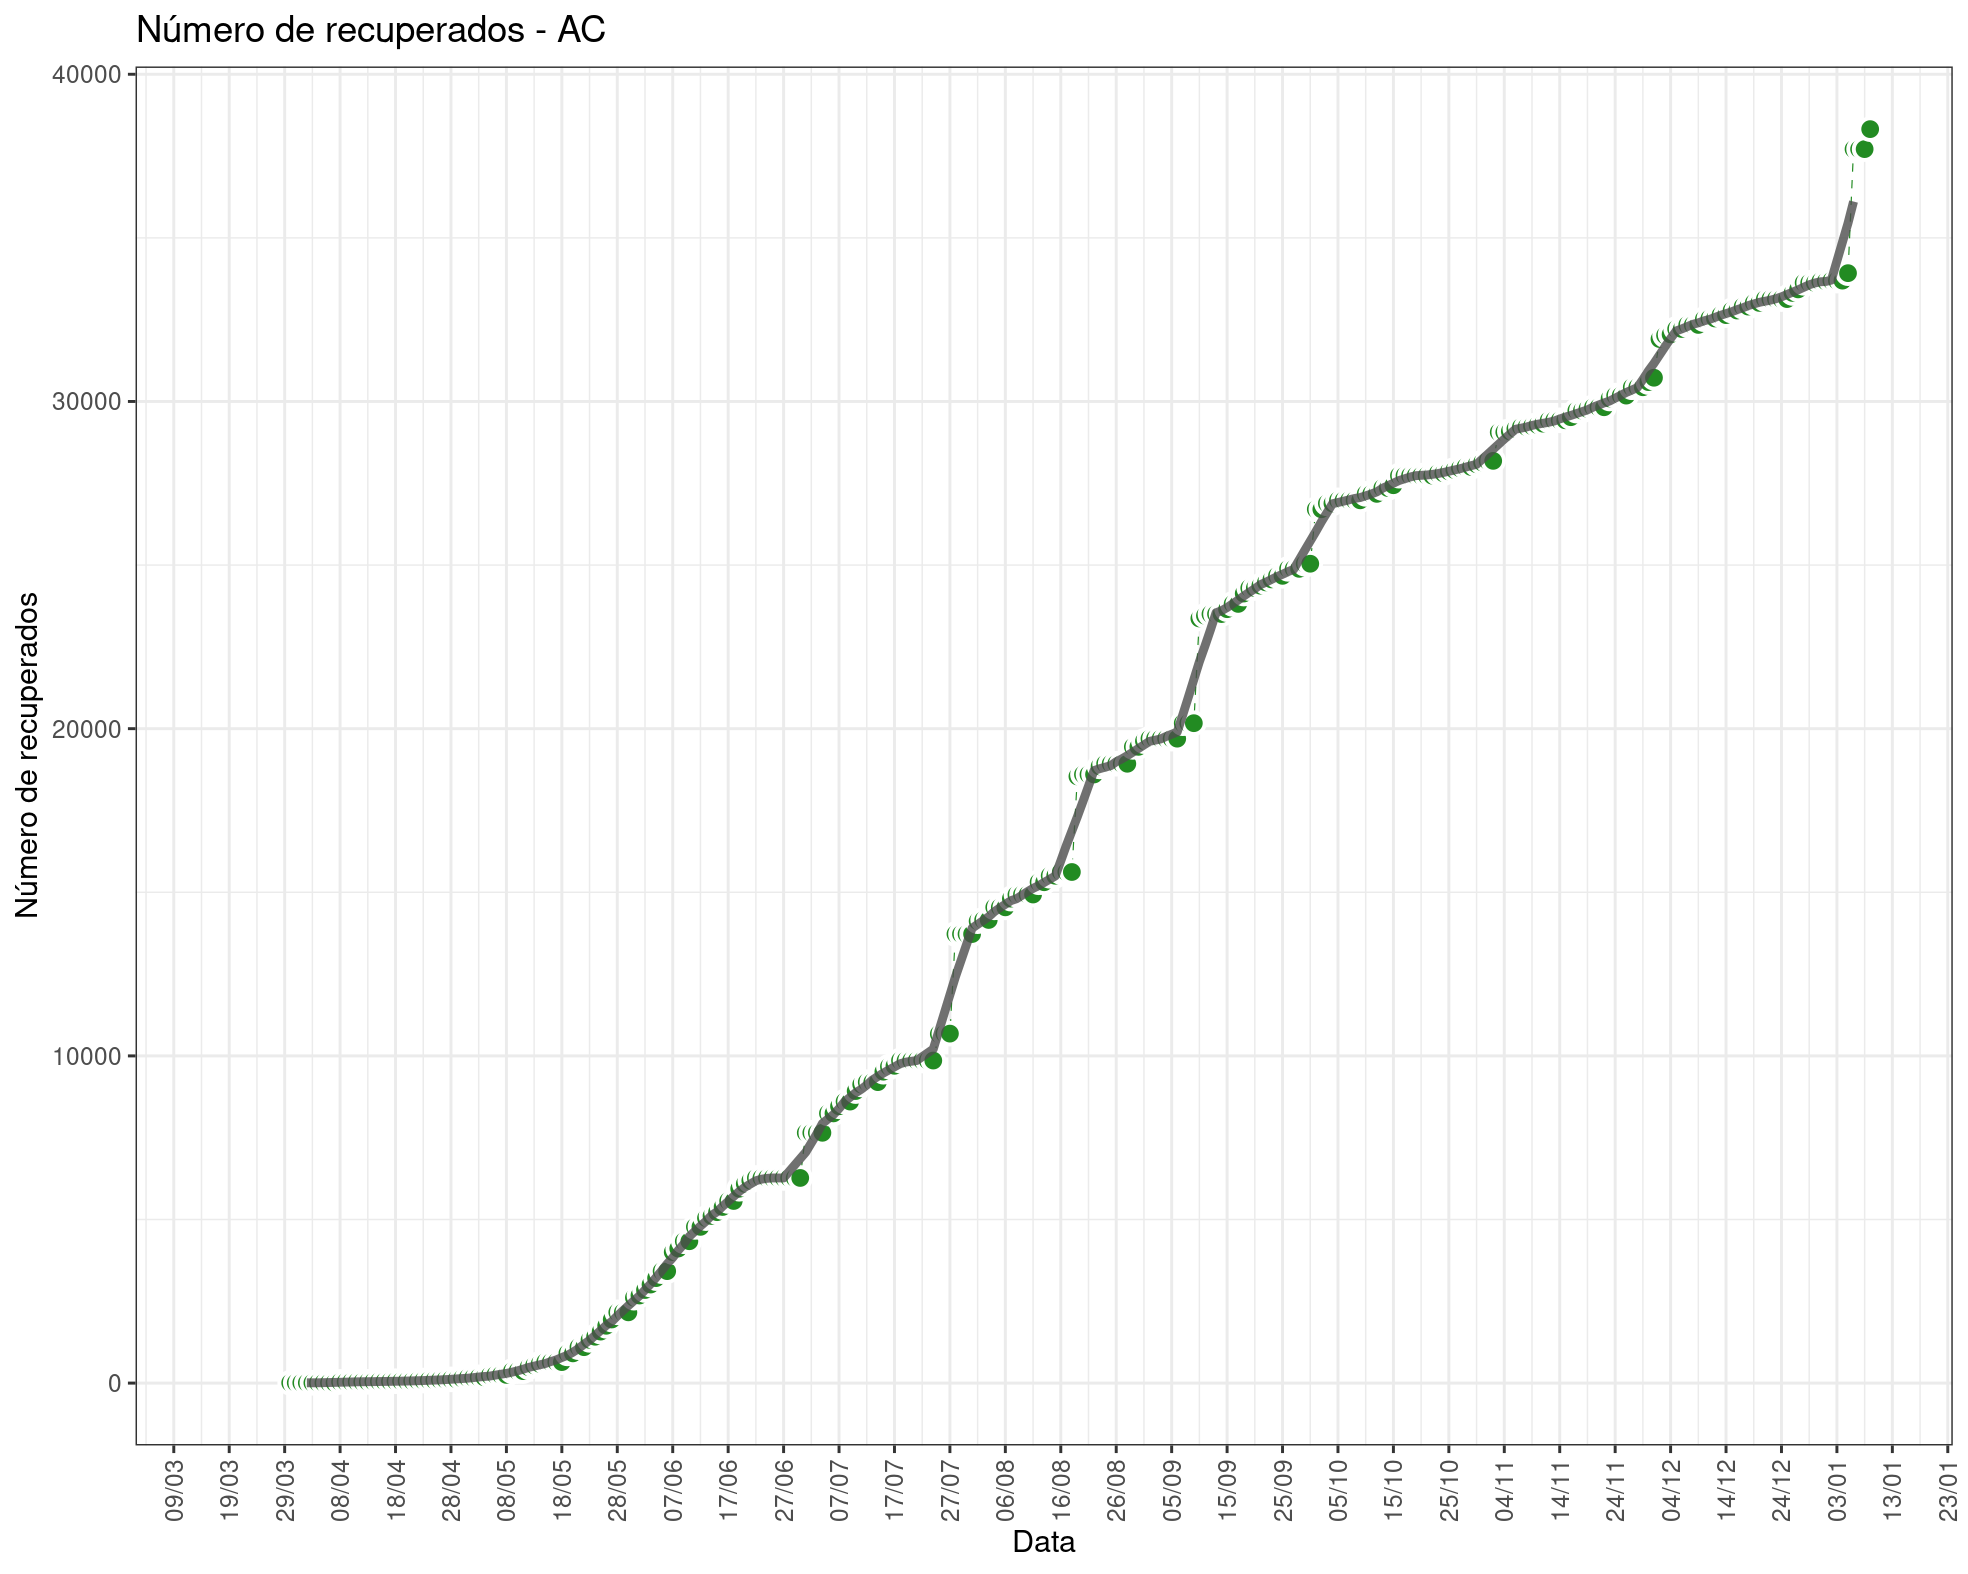 Número de recuperados - AC
Número de recuperados
40000
30000
20000
10000
0
09/03 19/03 29/03 08/04 18/04 28/04 08/05 18/05 28/05 07/06 17/06 27/06 07/07 17/07 27/07 06/08 16/08 26/08 05/09 15/09 25/09 05/10 15/10 25/10 04/11 14/11 24/11 04/12 14/12 24/12 03/01 13/01 23/01
Data